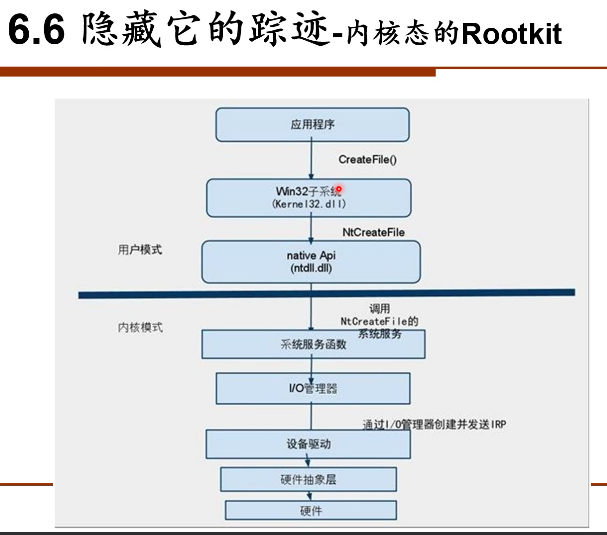 6.6 隐藏它的踪迹-内核态的Rootkit
应用程序
CreateFile()
Win32子系统
(Kernel32.dll)
NtCreateFile
用户模式
native Api
(ntdll.dll)
内核模式
调用
NtCreateFile的
系统服务
系统服务函数
I/O管理器
通过I/O管理器创建并发送IRP
设备驱动
硬件抽象层
硬件